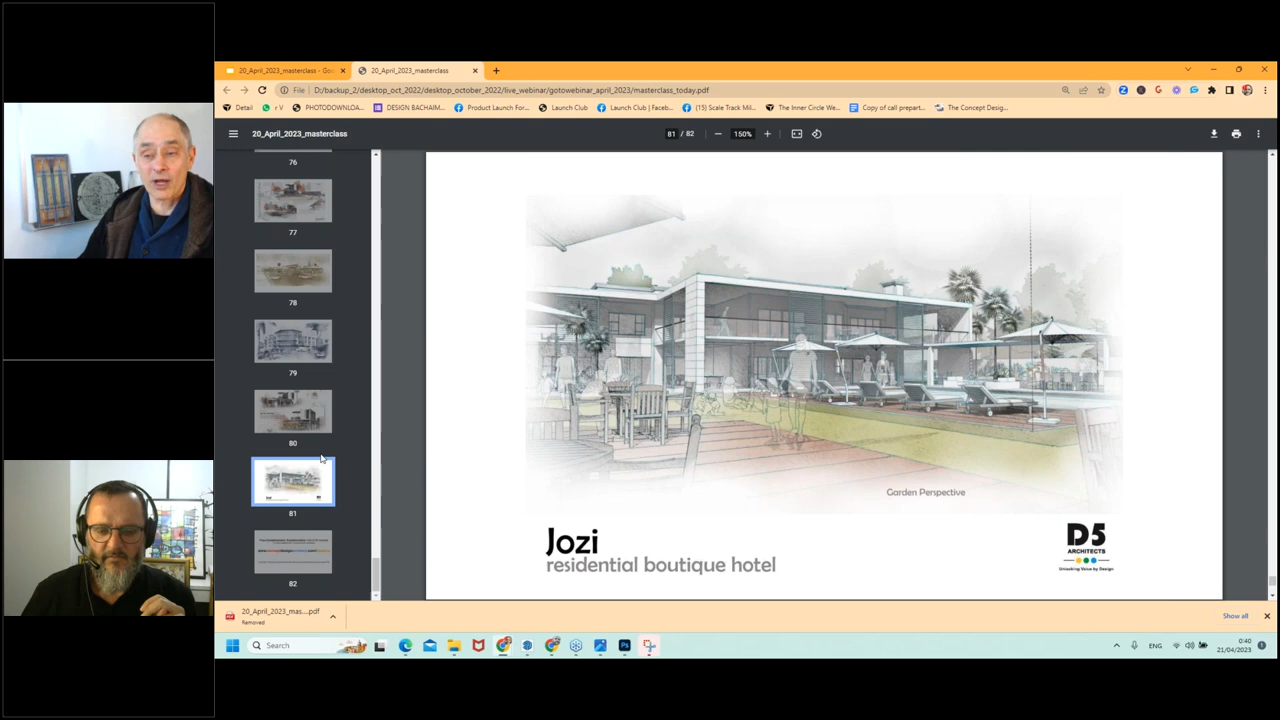 20_April_2023_masterclass - Goo
20_April_2023_masterclass
File
D:/backup_2/desktop_oct_2022/desktop_october_2022/live_webinar/gotowebinar_april_2023/masterclass_today.pdf
Detail
r V
PHOTODOWNLOA...
DESIGN BACHAIM...
Product Launch For...
Launch Club
Launch Club | Faceb...
(15) Scale Track Mil...
The Inner Circle We...
Copy of call prepart...
The Concept Desig...
20_April_2023_masterclass
81 / 82
150%
76
77
78
79
80
81
82
Garden Perspective
Jozi
residential boutique hotel
D5
ARCHITECTS
Unlocking Value by Design
20_April_2023_mas....pdf
Removed
Show all
Search
ENG
0:40
21/04/2023